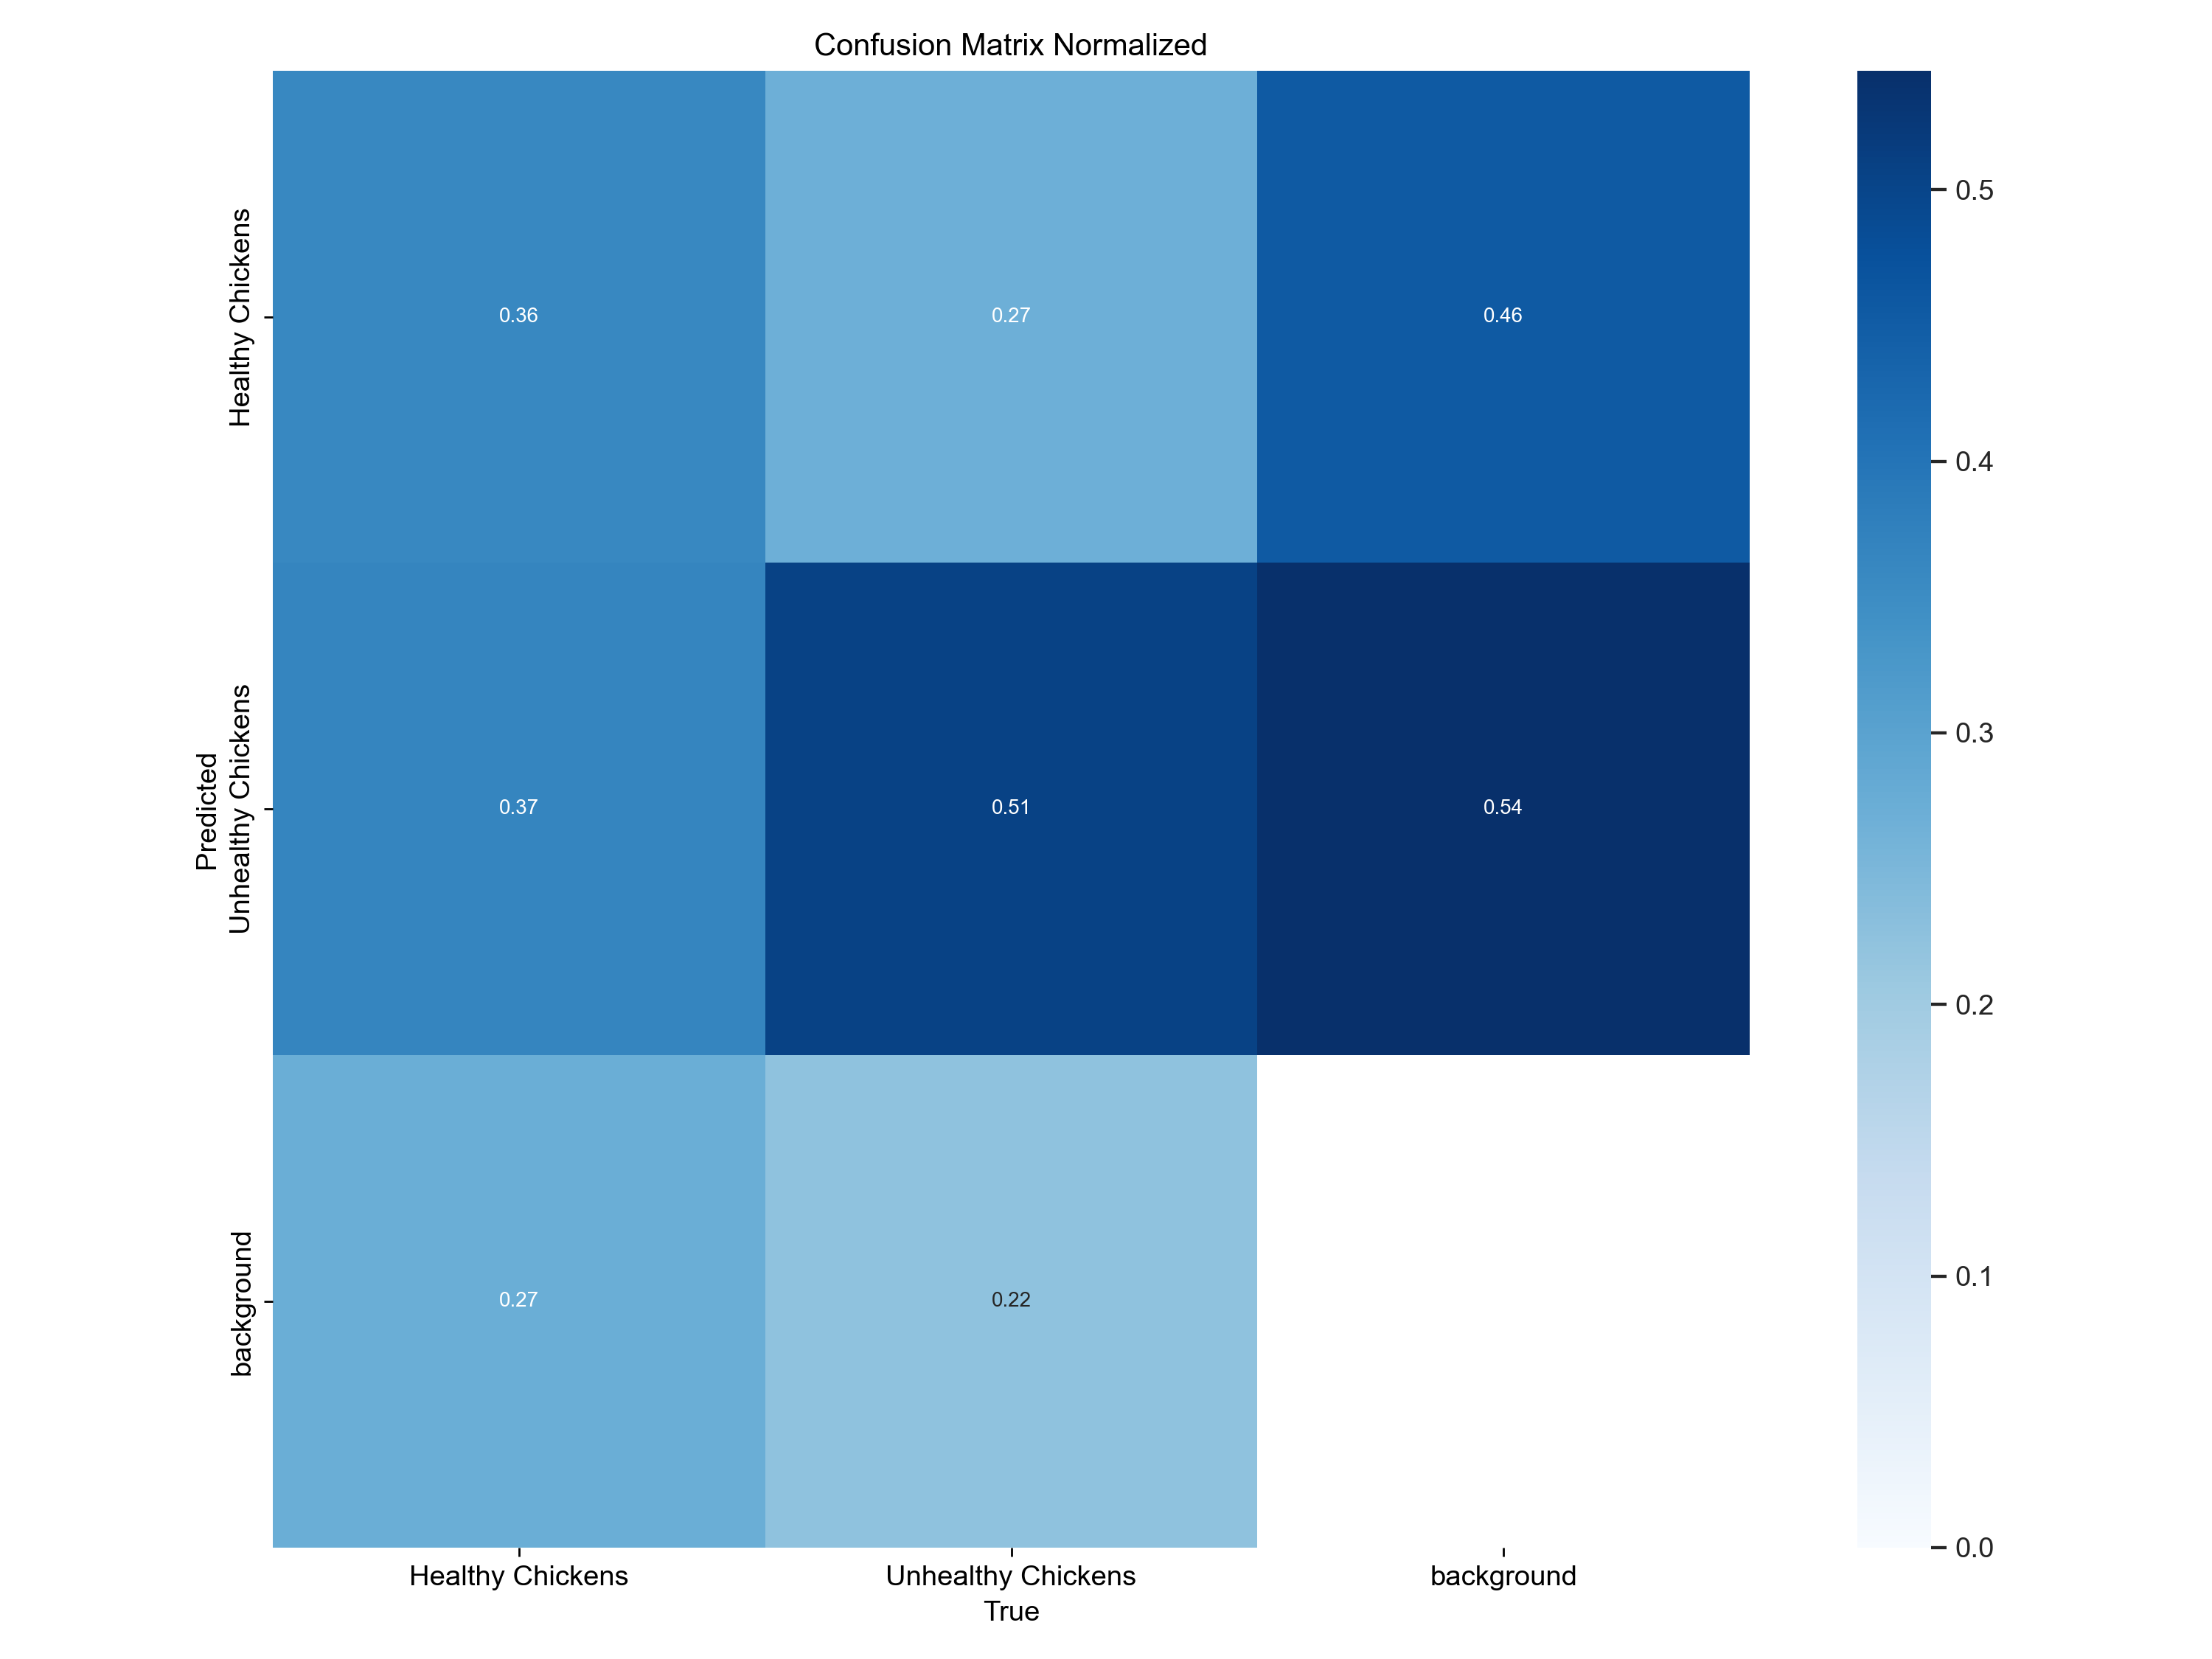 Confusion Matrix Normalized
Predicted
Healthy Chickens
0.36 0.27 0.46
Unhealthy Chickens
0.37 0.51 0.54
background
0.27 0.22
Healthy Chickens Unhealthy Chickens background
True
0.5
0.4
0.3
0.2
0.1
0.0